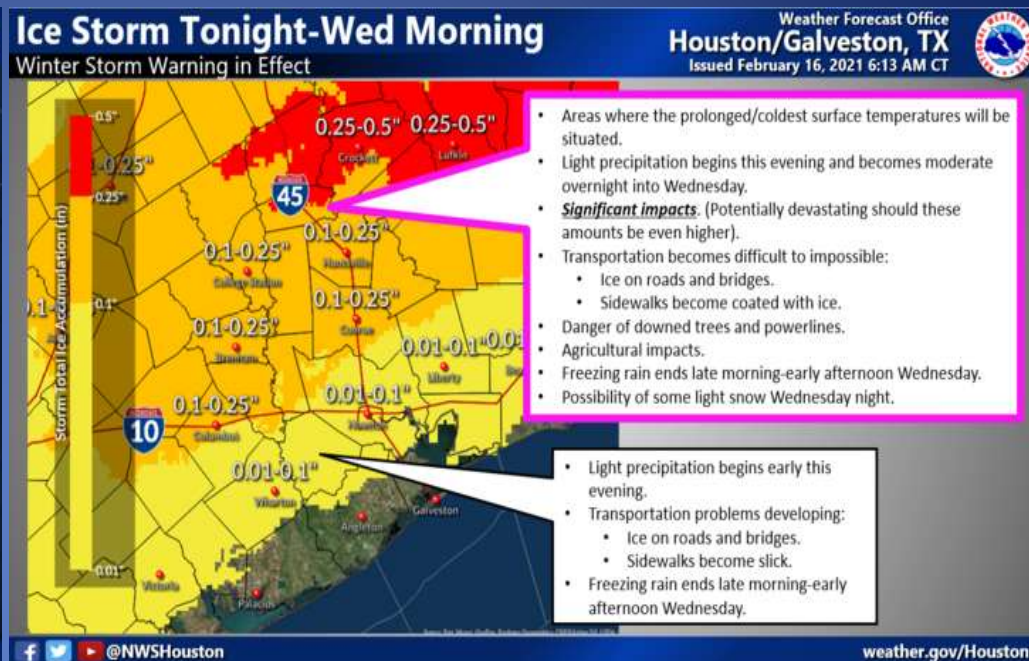 Ice Storm Tonight-Wed Morning
Winter Storm Warning in Effect
Weather Forecast Office
Houston/Galveston, TX
Issued February 16, 2021 6:13 AM CT
Storm Total Ice Accumulation (in)
0.5"
0.25"
0.1"
0.01"
0.25-0.5" 0.25-0.5"
Crockett Lufkin
0.1-0.25"
45
0.1-0.25"
Huntsville
0.1-0.25"
College Station
0.1-0.25"
Conroe
0.1-0.25"
Brenham
0.01-0.1"
Liberty
0.01-0.1"
Houston
0.1-0.25"
Columbus
10
0.01-0.1"
Wharton
Angleton
Galveston
Victoria
Palacios
• Areas where the prolonged/coldest surface temperatures will be
situated.
• Light precipitation begins this evening and becomes moderate
overnight into Wednesday.
• Significant impacts. (Potentially devastating should these
amounts be even higher).
• Transportation becomes difficult to impossible:
• Ice on roads and bridges.
• Sidewalks become coated with ice.
• Danger of downed trees and powerlines.
• Agricultural impacts.
• Freezing rain ends late morning-early afternoon Wednesday.
• Possibility of some light snow Wednesday night.
• Light precipitation begins early this
evening.
• Transportation problems developing:
• Ice on roads and bridges.
• Sidewalks become slick.
• Freezing rain ends late morning-early
afternoon Wednesday.
@NWSHouston
weather.gov/Houston